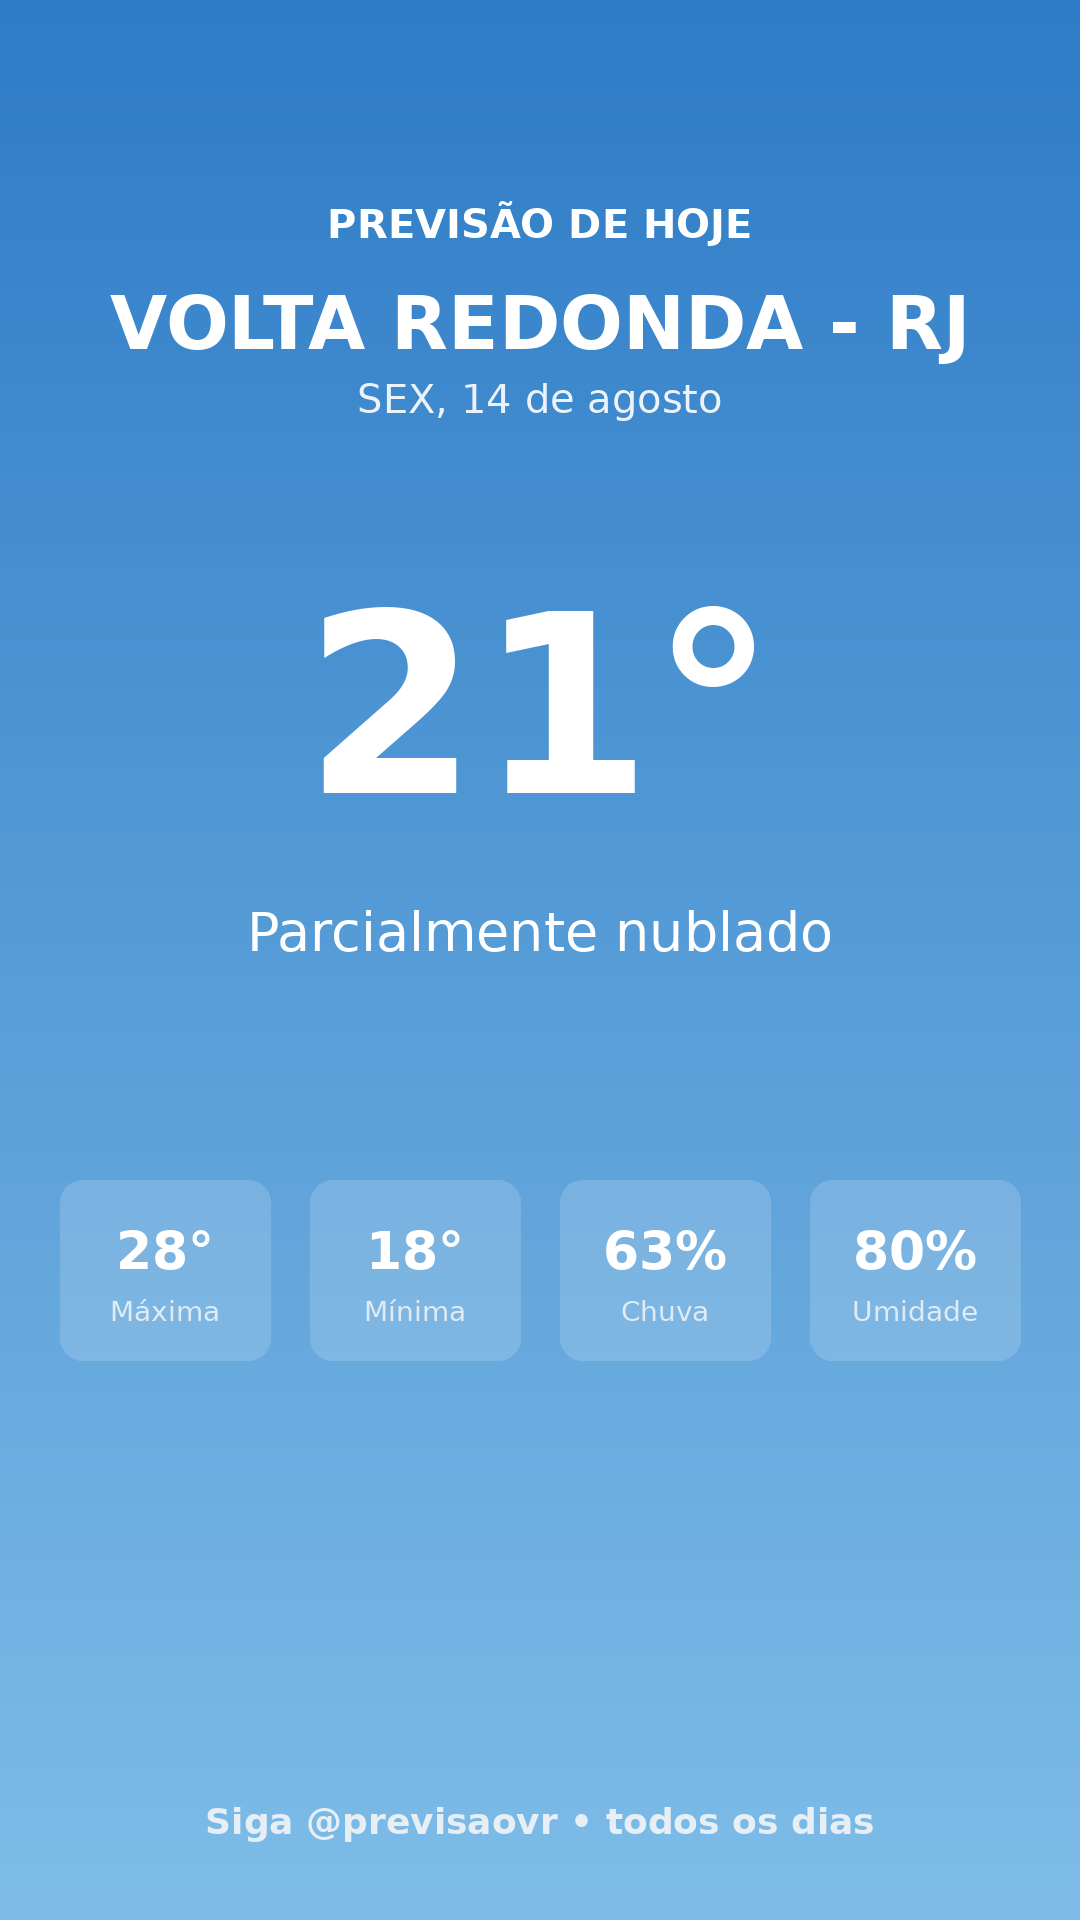 PREVISÃO DE HOJE
VOLTA REDONDA - RJ
SEX, 14 de agosto
21°
Parcialmente nublado
28° 18° 63% 80%
Máxima Mínima Chuva Umidade
Siga @previsaovr • todos os dias